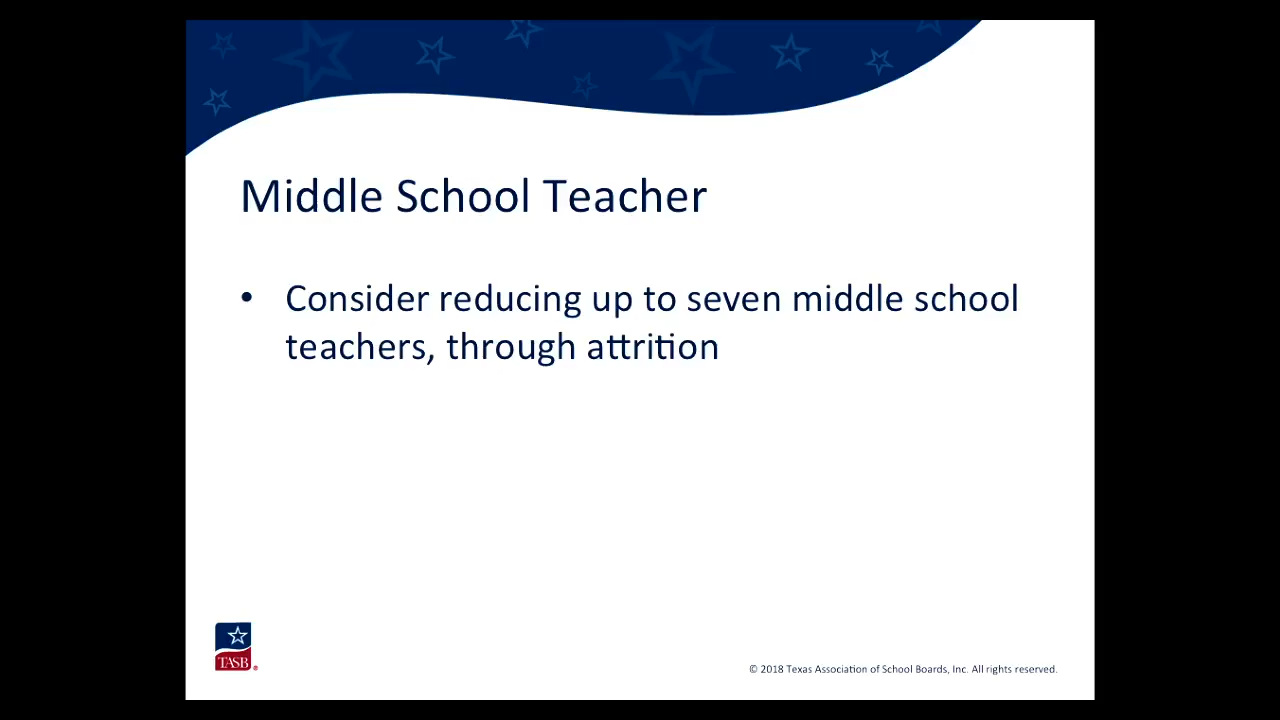 Middle School Teacher
• Consider reducing up to seven middle school
teachers, through attrition
TASB®
© 2018 Texas Association of School Boards, Inc. All rights reserved.